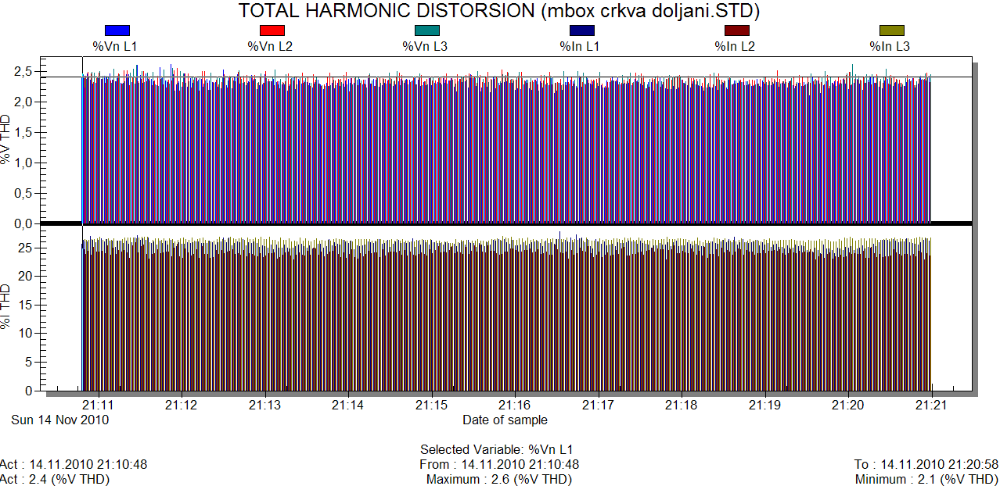 TOTAL HARMONIC DISTORSION (mbox crkva doljani.STD)
%Vn L1 %Vn L2 %Vn L3 %In L1 %In L2 %In L3
%V THD
2,5
2,0
1,5
1,0
0,5
0,0
%I THD
25
20
15
10
5
0
21:11 21:12 21:13 21:14 21:15 21:16 21:17 21:18 21:19 21:20 21:21
Sun 14 Nov 2010 Date of sample
Selected Variable: %Vn L1
Act : 14.11.2010 21:10:48 From : 14.11.2010 21:10:48 To : 14.11.2010 21:20:58
Act : 2.4 (%V THD) Maximum : 2.6 (%V THD) Minimum : 2.1 (%V THD)